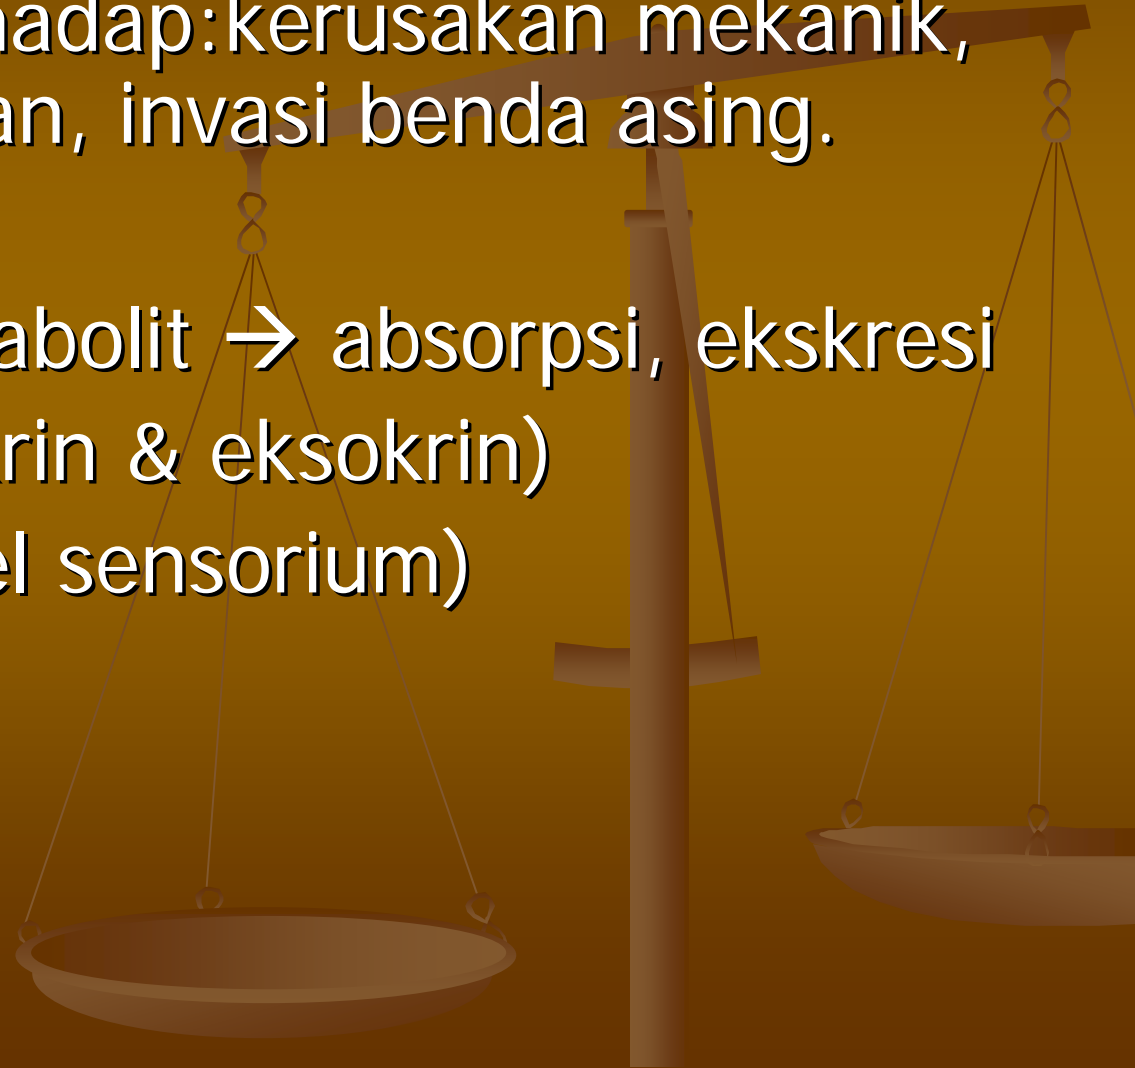 hadap:kerusakan mekanik,
an, invasi benda asing.
abolit → absorpsi, ekskresi
rin & eksokrin)
el sensorium)